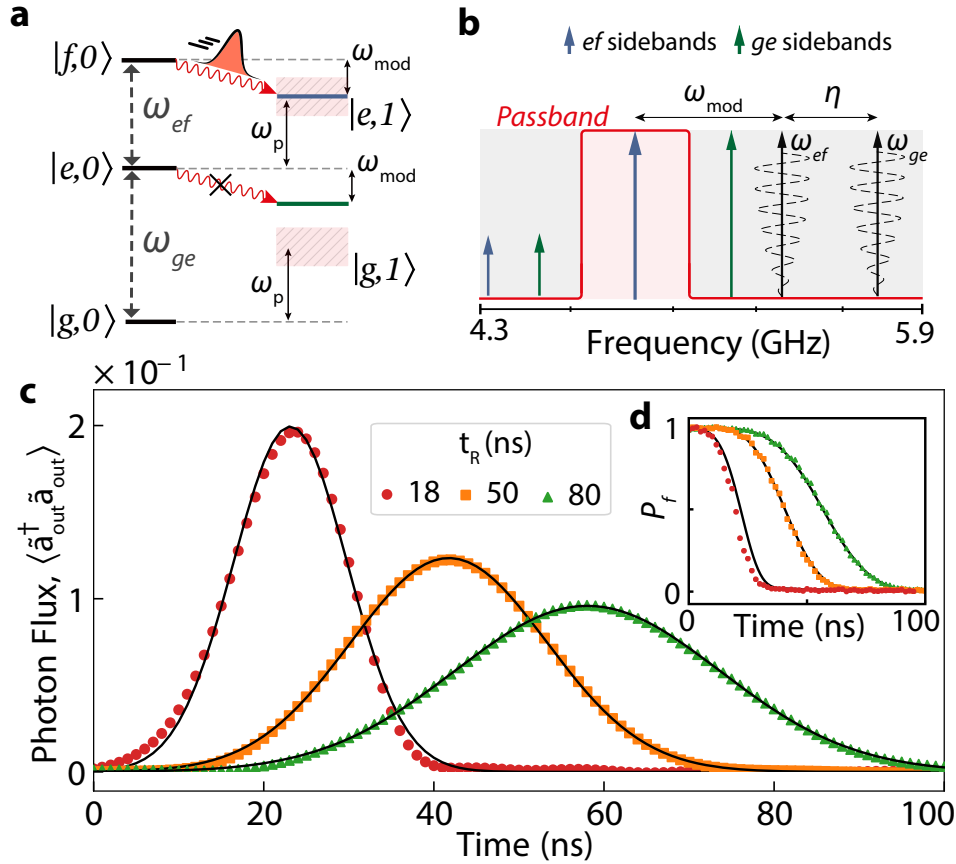 a
|f,0⟩
ω_mod
ω_ef
ω_p
|e,1⟩
|e,0⟩
ω_mod
ω_ge
ω_p
|g,1⟩
|g,0⟩
b
ef sidebands
ge sidebands
ω_mod
η
Passband
ω_ef
ω_ge
4.3
5.9
Frequency (GHz)
c
× 10⁻¹
2
1
0
Photon Flux, ⟨ã†_out ã_out⟩
t_R (ns)
18 50 80
0 20 40 60 80 100
Time (ns)
d
1
0
P_f
0 100
Time (ns)